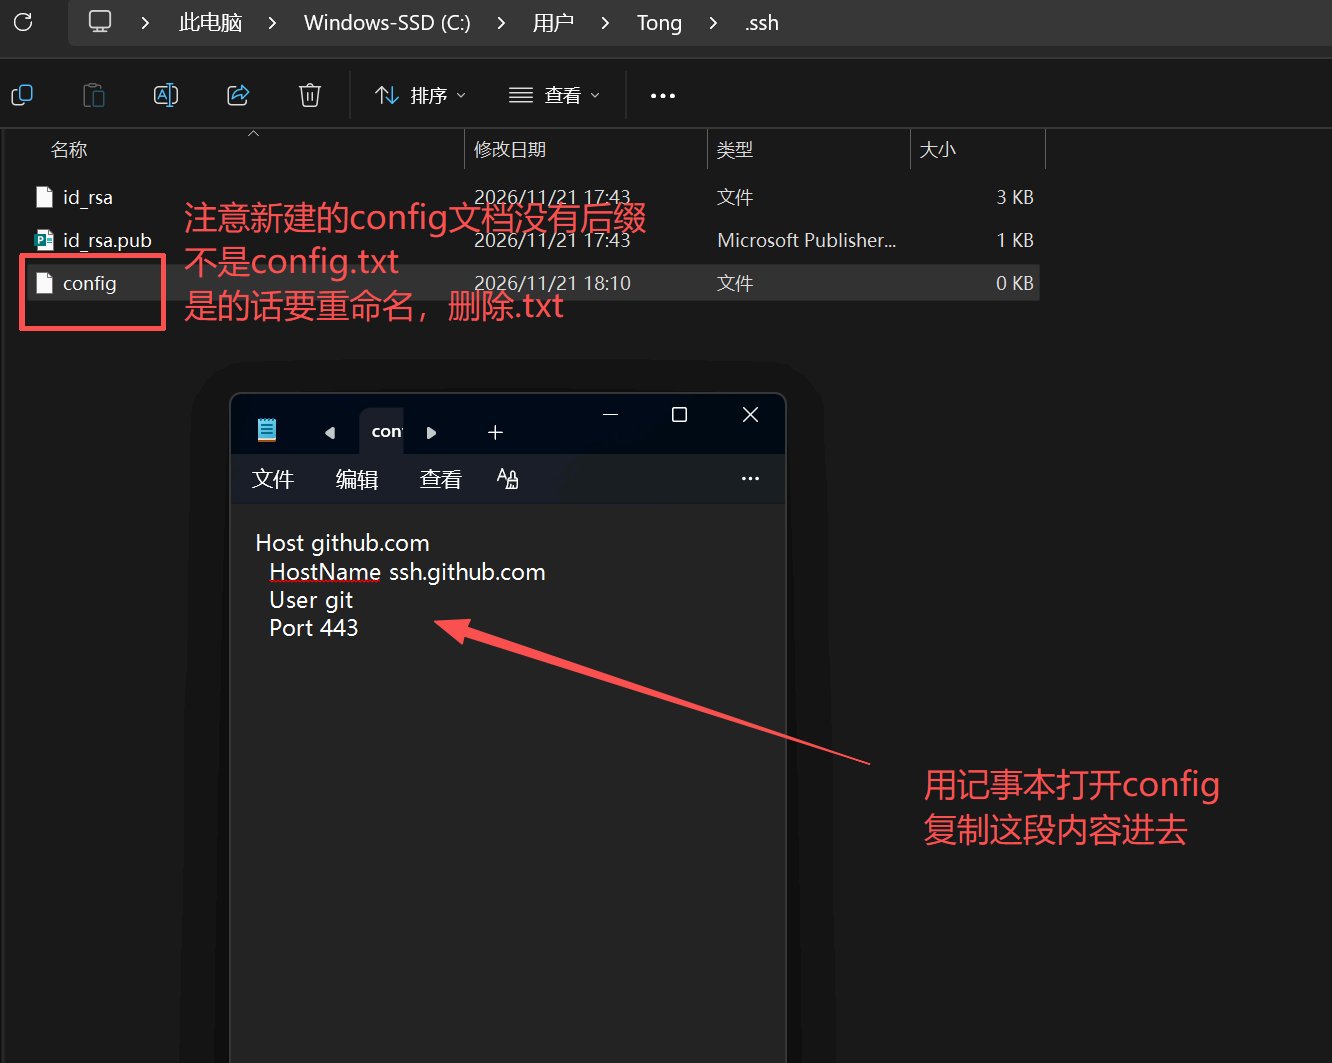 此电脑 Windows-SSD (C:) 用户 Tong .ssh
排序 查看
名称 修改日期 类型 大小
id_rsa 2026/11/21 17:43 文件 3 KB
注意新建的config文档没有后缀
id_rsa.pub 2026/11/21 17:43 Microsoft Publisher... 1 KB
不是config.txt
config 2026/11/21 18:10 文件 0 KB
是的话要重命名，删除.txt
con
文件 编辑 查看
Host github.com
HostName ssh.github.com
User git
Port 443
用记事本打开config
复制这段内容进去